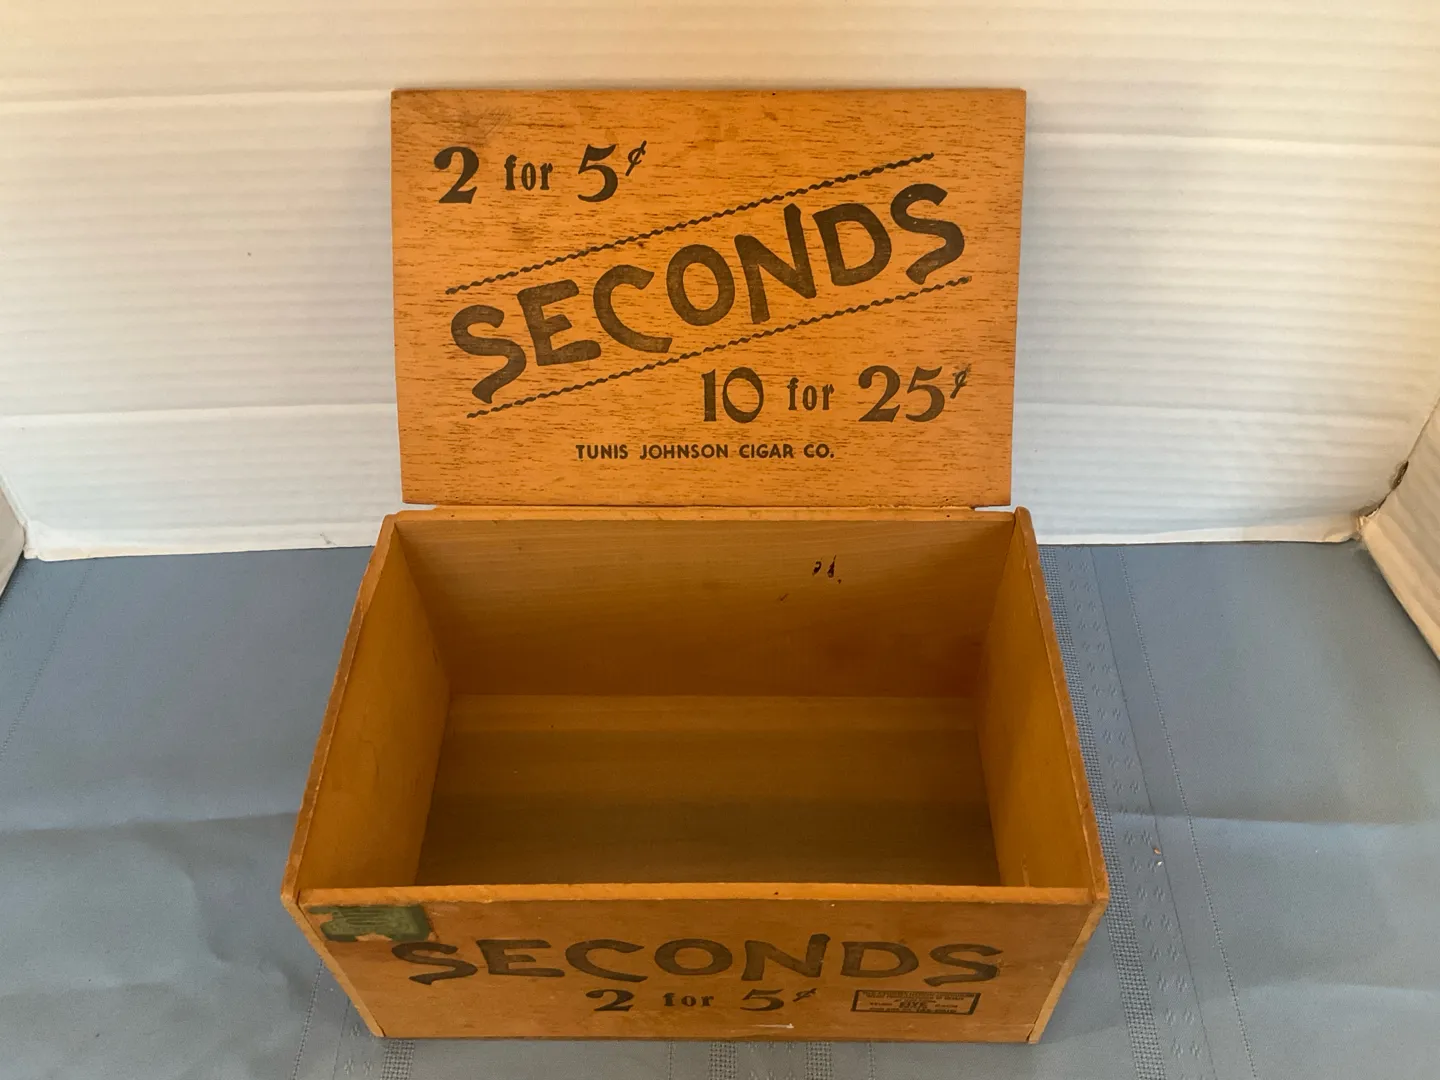 2 for 5¢
SECONDS
10 for 25¢
TUNIS JOHNSON CIGAR CO.
SECONDS
2 for 5¢